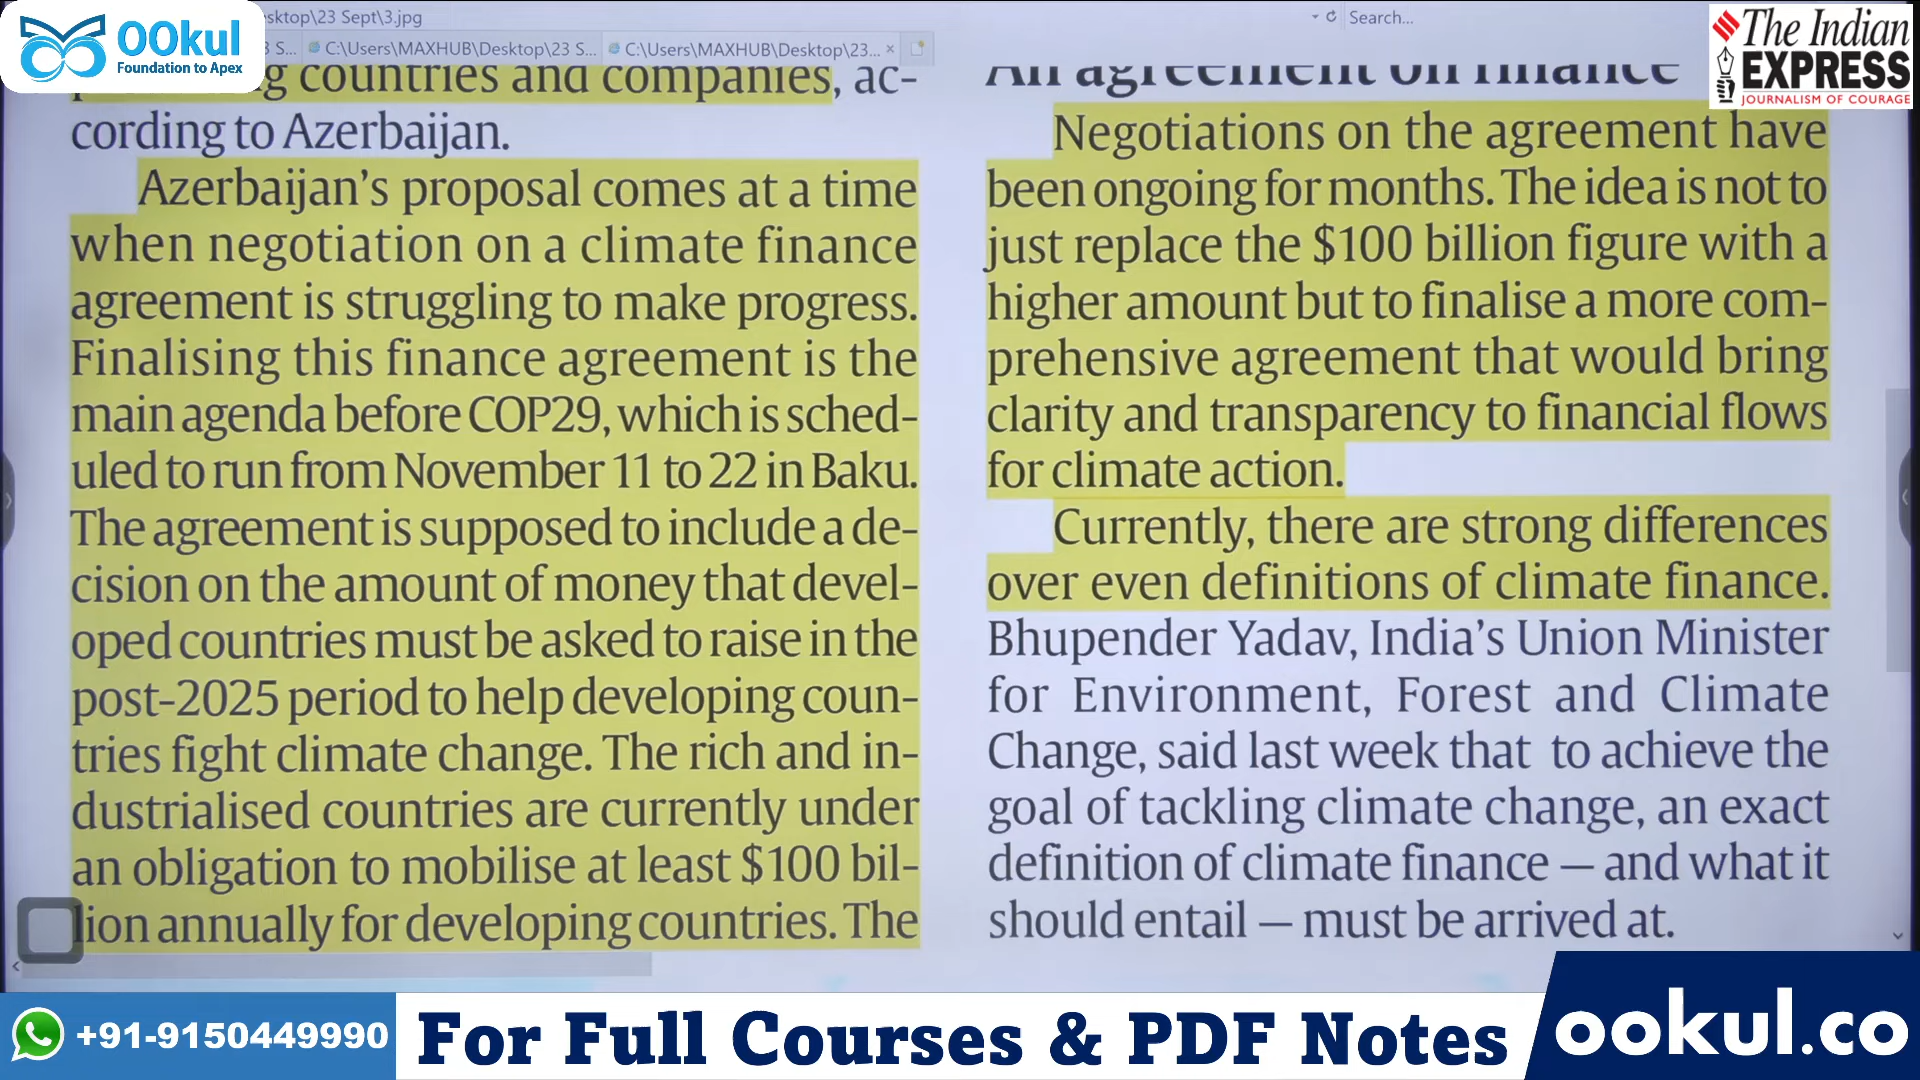 OOkul
Foundation to Apex
sktop\23 Sept\3.jpg
Search...
S...
C:\Users\MAXHUB\Desktop\23 S...
C:\Users\MAXHUB\Desktop\23...
The Indian
EXPRESS
JOURNALISM OF COURAGE
countries and companies, ac-
cording to Azerbaijan.
Azerbaijan's proposal comes at a time
when negotiation on a climate finance
agreement is struggling to make progress.
Finalising this finance agreement is the
main agenda before COP29, which is sched-
uled to run from November 11 to 22 in Baku.
The agreement is supposed to include a de-
cision on the amount of money that devel-
oped countries must be asked to raise in the
post-2025 period to help developing coun-
tries fight climate change. The rich and in-
dustrialised countries are currently under
an obligation to mobilise at least $100 bil-
lion annually for developing countries. The
An agreement on finance
Negotiations on the agreement have
been ongoing for months. The idea is not to
just replace the $100 billion figure with a
higher amount but to finalise a more com-
prehensive agreement that would bring
clarity and transparency to financial flows
for climate action.
Currently, there are strong differences
over even definitions of climate finance.
Bhupender Yadav, India's Union Minister
for Environment, Forest and Climate
Change, said last week that to achieve the
goal of tackling climate change, an exact
definition of climate finance — and what it
should entail — must be arrived at.
+91-9150449990
For Full Courses & PDF Notes
ookul.co